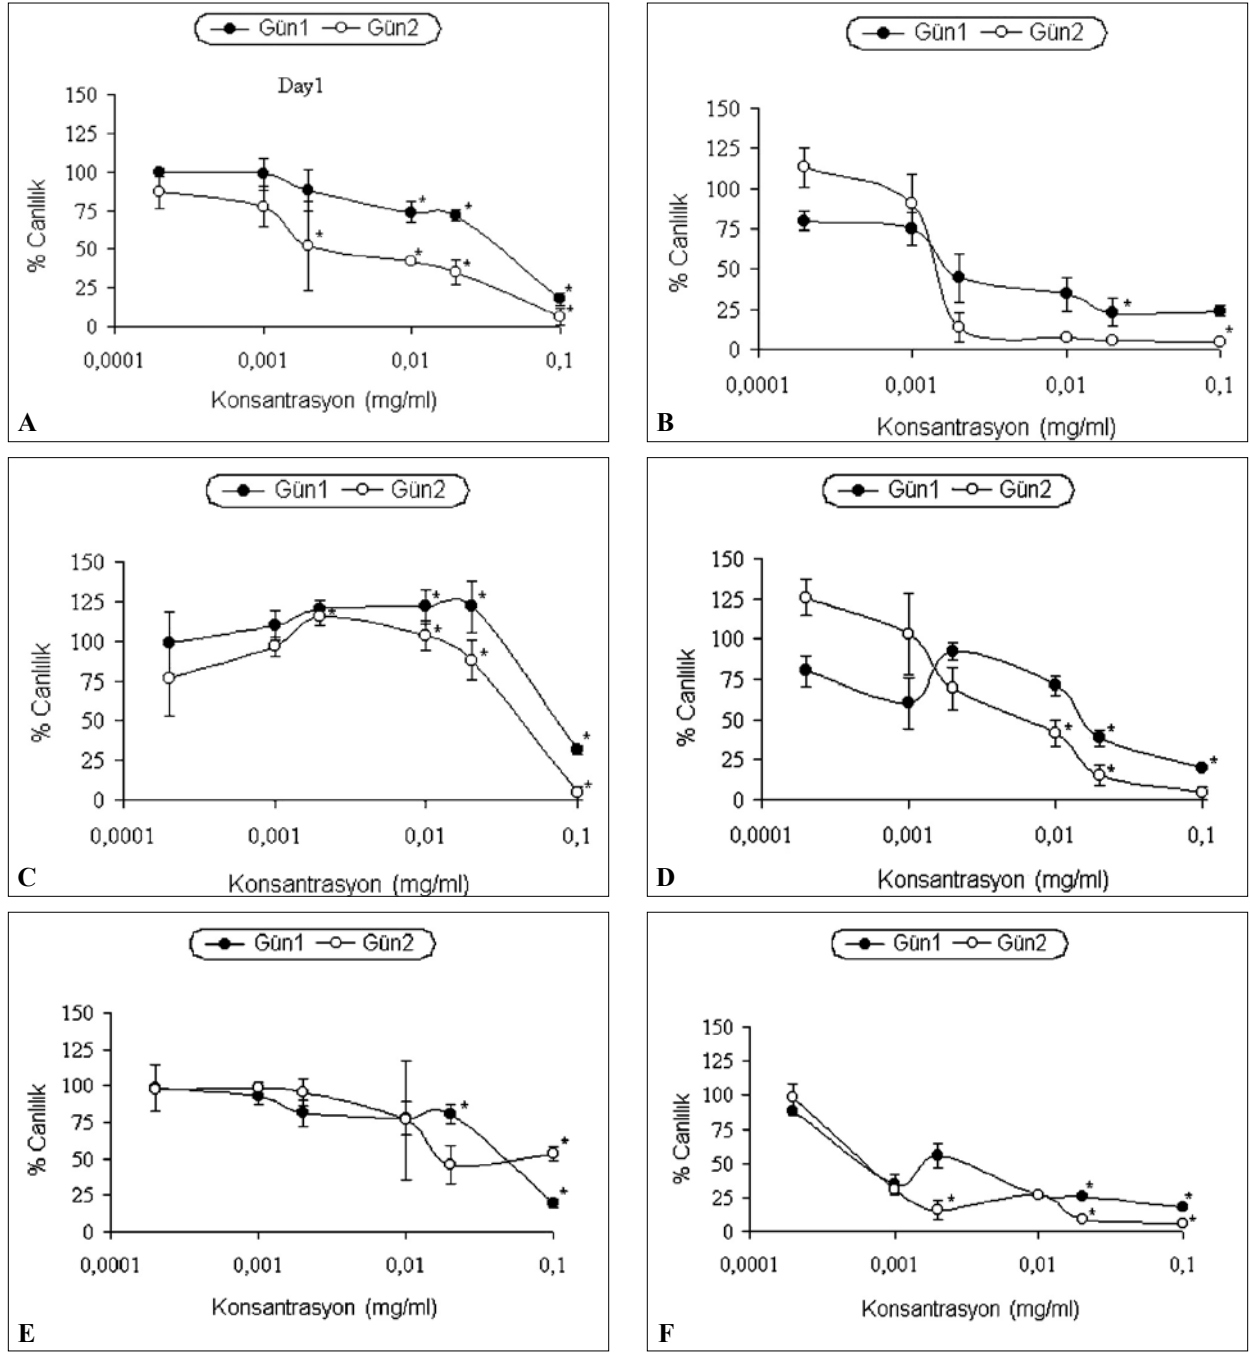 Gün1 Gün2
Day1
150
125
100
75
50
25
0
% Canlılık
0,0001 0,001 0,01 0,1
Konsantrasyon (mg/ml)
* * * * * * *
A
Gün1 Gün2
150
125
100
75
50
25
0
% Canlılık
0,0001 0,001 0,01 0,1
Konsantrasyon (mg/ml)
* *
B
Gün1 Gün2
150
125
100
75
50
25
0
% Canlılık
0,0001 0,001 0,01 0,1
Konsantrasyon (mg/ml)
* * * * * * *
C
Gün1 Gün2
150
125
100
75
50
25
0
% Canlılık
0,0001 0,001 0,01 0,1
Konsantrasyon (mg/ml)
* * * *
D
Gün1 Gün2
150
125
100
75
50
25
0
% Canlılık
0,0001 0,001 0,01 0,1
Konsantrasyon (mg/ml)
* * *
E
Gün1 Gün2
150
125
100
75
50
25
0
% Canlılık
0,0001 0,001 0,01 0,1
Konsantrasyon (mg/ml)
* * * * *
F